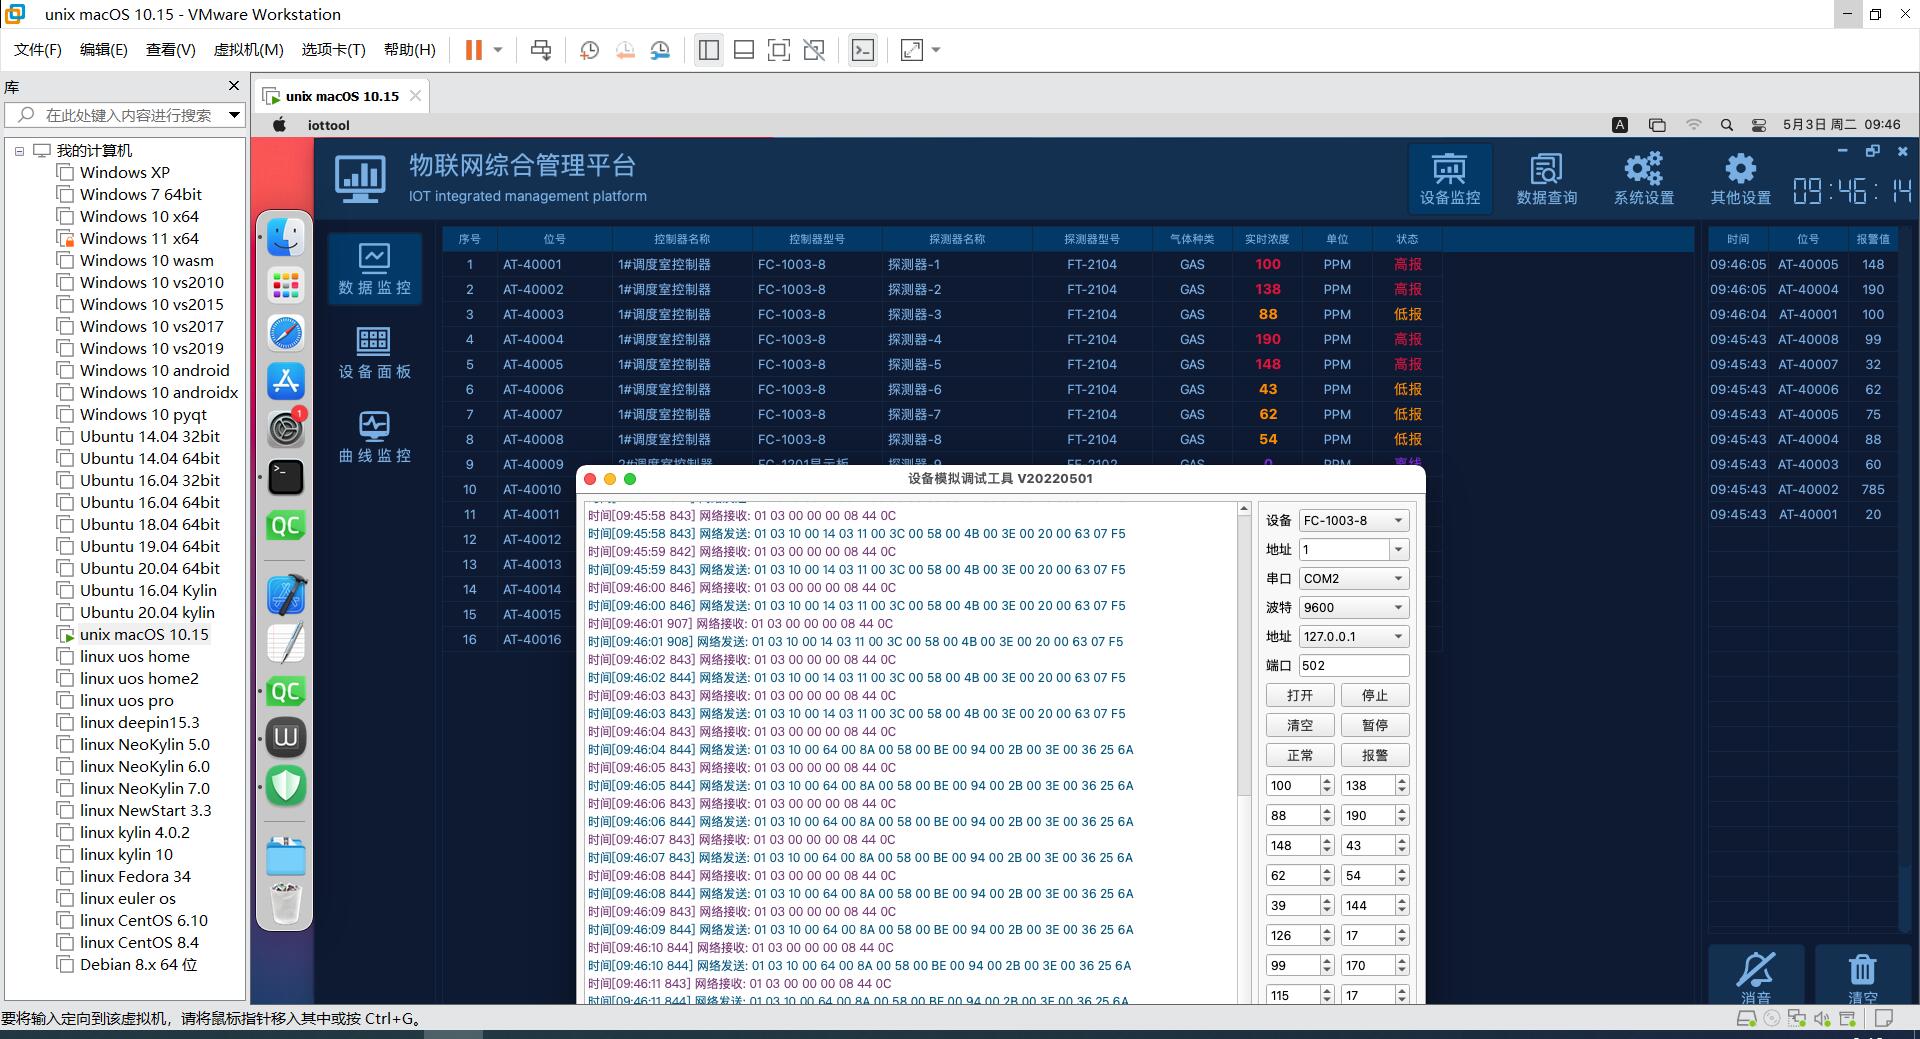 unix macOS 10.15 - VMware Workstation
文件(F) 编辑(E) 查看(V) 虚拟机(M) 选项卡(T) 帮助(H)
库
在此处键入内容进行搜索
我的计算机
Windows XP
Windows 7 64bit
Windows 10 x64
Windows 11 x64
Windows 10 wasm
Windows 10 vs2010
Windows 10 vs2015
Windows 10 vs2017
Windows 10 vs2019
Windows 10 android
Windows 10 androidx
Windows 10 pyqt
Ubuntu 14.04 32bit
Ubuntu 14.04 64bit
Ubuntu 16.04 32bit
Ubuntu 16.04 64bit
Ubuntu 18.04 64bit
Ubuntu 19.04 64bit
Ubuntu 20.04 64bit
Ubuntu 16.04 Kylin
Ubuntu 20.04 kylin
unix macOS 10.15
linux uos home
linux uos home2
linux uos pro
linux deepin15.3
linux NeoKylin 5.0
linux NeoKylin 6.0
linux NeoKylin 7.0
linux NewStart 3.3
linux kylin 4.0.2
linux kylin 10
linux Fedora 34
linux euler os
linux CentOS 6.10
linux CentOS 8.4
Debian 8.x 64 位
unix macOS 10.15
iottool
A
5月3日 周二 09:46
1
QC
QC
物联网综合管理平台
IOT integrated management platform
设备监控 数据查询 系统设置 其他设置
09:46:14
数据监控
设备面板
曲线监控
序号 位号 控制器名称 控制器型号 探测器名称 探测器型号 气体种类 实时浓度 单位 状态
1 AT-40001 1#调度室控制器 FC-1003-8 探测器-1 FT-2104 GAS 100 PPM 高报
2 AT-40002 1#调度室控制器 FC-1003-8 探测器-2 FT-2104 GAS 138 PPM 高报
3 AT-40003 1#调度室控制器 FC-1003-8 探测器-3 FT-2104 GAS 88 PPM 低报
4 AT-40004 1#调度室控制器 FC-1003-8 探测器-4 FT-2104 GAS 190 PPM 高报
5 AT-40005 1#调度室控制器 FC-1003-8 探测器-5 FT-2104 GAS 148 PPM 高报
6 AT-40006 1#调度室控制器 FC-1003-8 探测器-6 FT-2104 GAS 43 PPM 低报
7 AT-40007 1#调度室控制器 FC-1003-8 探测器-7 FT-2104 GAS 62 PPM 低报
8 AT-40008 1#调度室控制器 FC-1003-8 探测器-8 FT-2104 GAS 54 PPM 低报
9 AT-40009
10 AT-40010
11 AT-40011
12 AT-40012
13 AT-40013
14 AT-40014
15 AT-40015
16 AT-40016
时间 位号 报警值
09:46:05 AT-40005 148
09:46:05 AT-40004 190
09:46:04 AT-40001 100
09:45:43 AT-40008 99
09:45:43 AT-40007 32
09:45:43 AT-40006 62
09:45:43 AT-40005 75
09:45:43 AT-40004 88
09:45:43 AT-40003 60
09:45:43 AT-40002 785
09:45:43 AT-40001 20
消音 清空
设备模拟调试工具 V20220501
时间[09:45:58 843] 网络接收: 01 03 00 00 00 08 44 0C
时间[09:45:58 843] 网络发送: 01 03 10 00 14 03 11 00 3C 00 58 00 4B 00 3E 00 20 00 63 07 F5
时间[09:45:59 842] 网络接收: 01 03 00 00 00 08 44 0C
时间[09:45:59 843] 网络发送: 01 03 10 00 14 03 11 00 3C 00 58 00 4B 00 3E 00 20 00 63 07 F5
时间[09:46:00 846] 网络接收: 01 03 00 00 00 08 44 0C
时间[09:46:00 846] 网络发送: 01 03 10 00 14 03 11 00 3C 00 58 00 4B 00 3E 00 20 00 63 07 F5
时间[09:46:01 907] 网络接收: 01 03 00 00 00 08 44 0C
时间[09:46:01 908] 网络发送: 01 03 10 00 14 03 11 00 3C 00 58 00 4B 00 3E 00 20 00 63 07 F5
时间[09:46:02 843] 网络接收: 01 03 00 00 00 08 44 0C
时间[09:46:02 844] 网络发送: 01 03 10 00 14 03 11 00 3C 00 58 00 4B 00 3E 00 20 00 63 07 F5
时间[09:46:03 843] 网络接收: 01 03 00 00 00 08 44 0C
时间[09:46:03 843] 网络发送: 01 03 10 00 14 03 11 00 3C 00 58 00 4B 00 3E 00 20 00 63 07 F5
时间[09:46:04 843] 网络接收: 01 03 00 00 00 08 44 0C
时间[09:46:04 844] 网络发送: 01 03 10 00 64 00 8A 00 58 00 BE 00 94 00 2B 00 3E 00 36 25 6A
时间[09:46:05 843] 网络接收: 01 03 00 00 00 08 44 0C
时间[09:46:05 844] 网络发送: 01 03 10 00 64 00 8A 00 58 00 BE 00 94 00 2B 00 3E 00 36 25 6A
时间[09:46:06 843] 网络接收: 01 03 00 00 00 08 44 0C
时间[09:46:06 844] 网络发送: 01 03 10 00 64 00 8A 00 58 00 BE 00 94 00 2B 00 3E 00 36 25 6A
时间[09:46:07 843] 网络接收: 01 03 00 00 00 08 44 0C
时间[09:46:07 843] 网络发送: 01 03 10 00 64 00 8A 00 58 00 BE 00 94 00 2B 00 3E 00 36 25 6A
时间[09:46:08 844] 网络接收: 01 03 00 00 00 08 44 0C
时间[09:46:08 844] 网络发送: 01 03 10 00 64 00 8A 00 58 00 BE 00 94 00 2B 00 3E 00 36 25 6A
时间[09:46:09 843] 网络接收: 01 03 00 00 00 08 44 0C
时间[09:46:09 844] 网络发送: 01 03 10 00 64 00 8A 00 58 00 BE 00 94 00 2B 00 3E 00 36 25 6A
时间[09:46:10 844] 网络接收: 01 03 00 00 00 08 44 0C
时间[09:46:10 844] 网络发送: 01 03 10 00 64 00 8A 00 58 00 BE 00 94 00 2B 00 3E 00 36 25 6A
时间[09:46:11 843] 网络接收: 01 03 00 00 00 08 44 0C
时间[09:46:11 844] 网络发送: 01 03 10 00 64 00 8A 00 58 00 BE 00 94 00 2B 00 3E 00 36 25 6A
设备 FC-1003-8
地址 1
串口 COM2
波特 9600
地址 127.0.0.1
端口 502
打开 停止
清空 暂停
正常 报警
100 138
88 190
148 43
62 54
39 144
126 17
99 170
115 17
要将输入定向到该虚拟机，请将鼠标指针移入其中或按 Ctrl+G。